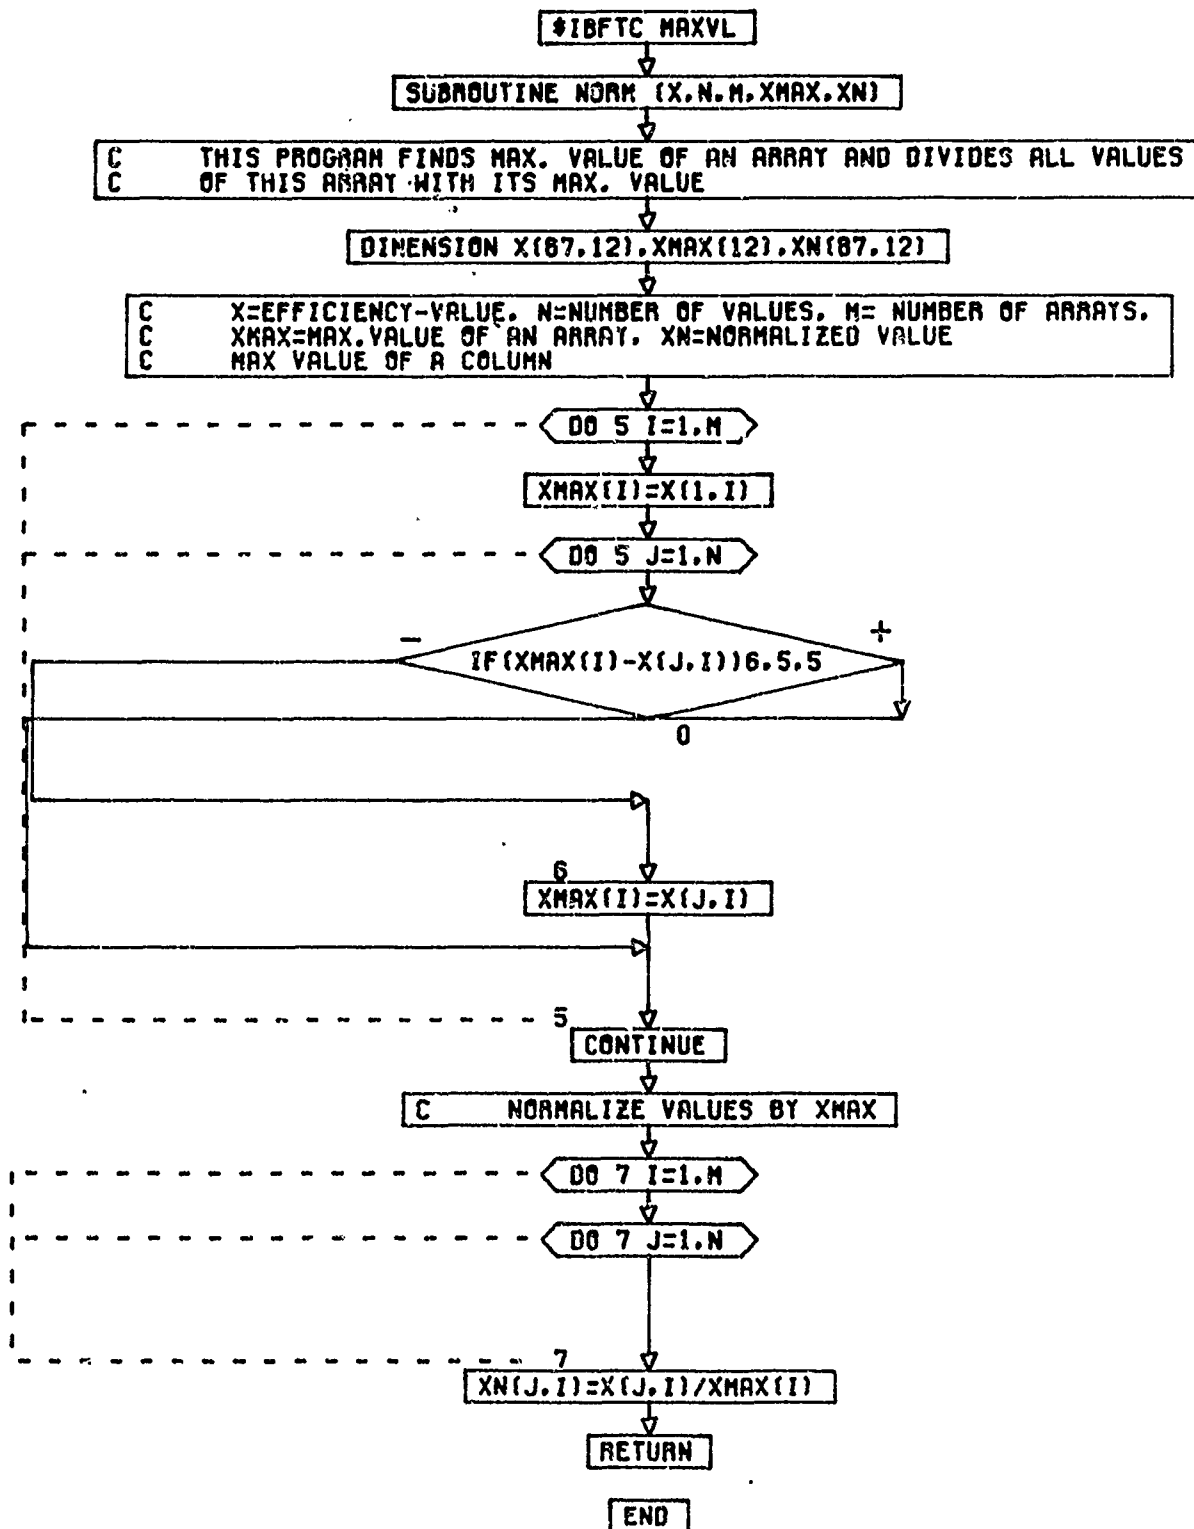 $IBFTC MAXVL
SUBROUTINE NORM (X,N,M,XMAX,XN)
C THIS PROGRAM FINDS MAX. VALUE OF AN ARRAY AND DIVIDES ALL VALUES
C OF THIS ARRAY WITH ITS MAX. VALUE
DIMENSION X(67,12),XMAX(12),XN(67,12)
C X=EFFICIENCY-VALUE, N=NUMBER OF VALUES, M= NUMBER OF ARRAYS,
C XMAX=MAX.VALUE OF AN ARRAY, XN=NORMALIZED VALUE
C MAX VALUE OF A COLUMN
DO 5 I=1,M
XMAX(I)=X(1,I)
DO 5 J=1,N
- +
IF(XMAX(I)-X(J,I))6,5,5
0
6
XMAX(I)=X(J,I)
5
CONTINUE
C NORMALIZE VALUES BY XMAX
DO 7 I=1,M
DO 7 J=1,N
7
XN(J,I)=X(J,I)/XMAX(I)
RETURN
END